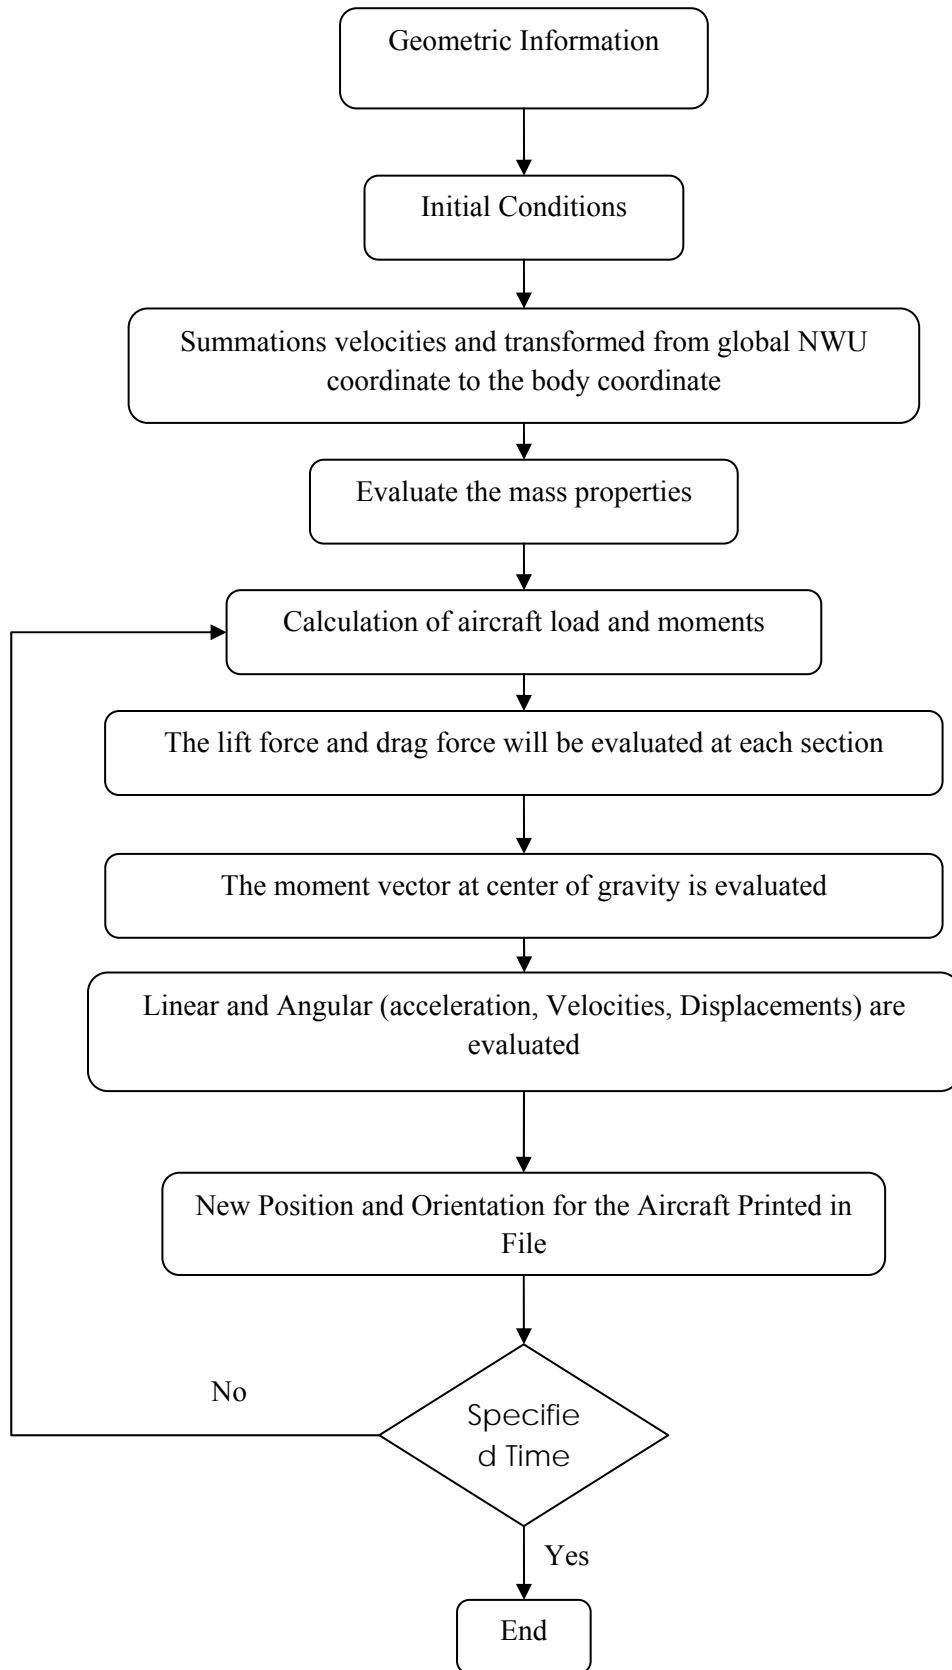 Geometric Information
Initial Conditions
Summations velocities and transformed from global NWU
coordinate to the body coordinate
Evaluate the mass properties
Calculation of aircraft load and moments
The lift force and drag force will be evaluated at each section
The moment vector at center of gravity is evaluated
Linear and Angular (acceleration, Velocities, Displacements) are
evaluated
New Position and Orientation for the Aircraft Printed in
File
No
Specifie
d Time
Yes
End